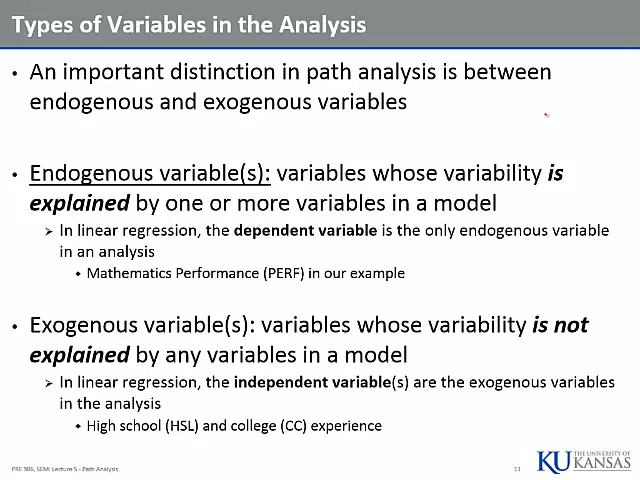 Types of Variables in the Analysis
• An important distinction in path analysis is between
endogenous and exogenous variables
• Endogenous variable(s): variables whose variability is
explained by one or more variables in a model
➢ In linear regression, the dependent variable is the only endogenous variable
in an analysis
✦ Mathematics Performance (PERF) in our example
• Exogenous variable(s): variables whose variability is not
explained by any variables in a model
➢ In linear regression, the independent variable(s) are the exogenous variables
in the analysis
✦ High school (HSL) and college (CC) experience
PRE 906, SEM: Lecture 5 - Path Analysis
11
KU THE UNIVERSITY OF
KANSAS